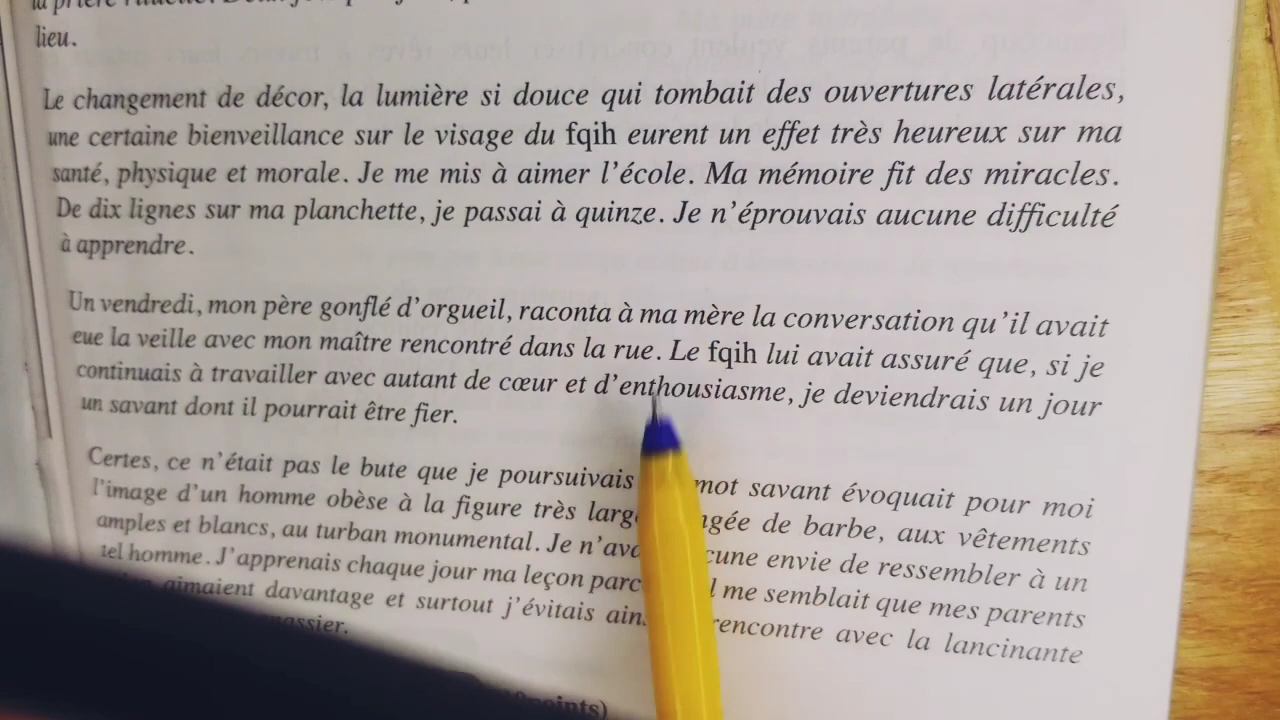 la prière
lieu.
Le changement de décor, la lumière si douce qui tombait des ouvertures latérales,
une certaine bienveillance sur le visage du fqih eurent un effet très heureux sur ma
santé, physique et morale. Je me mis à aimer l'école. Ma mémoire fit des miracles.
De dix lignes sur ma planchette, je passai à quinze. Je n'éprouvais aucune difficulté
à apprendre.
Un vendredi, mon père gonflé d'orgueil, raconta à ma mère la conversation qu'il avait
eue la veille avec mon maître rencontré dans la rue. Le fqih lui avait assuré que, si je
continuais à travailler avec autant de cœur et d'enthousiasme, je deviendrais un jour
un savant dont il pourrait être fier.
Certes, ce n'était pas le bute que je poursuivais mot savant évoquait pour moi
l'image d'un homme obèse à la figure très de barbe, aux vêtements
amples et blancs, au turban monumental. Je envie de ressembler à un
tel homme. J'apprenais chaque jour ma leçon me semblait que mes parents
aimaient davantage et surtout j'évitais rencontre avec la lancinante
points)